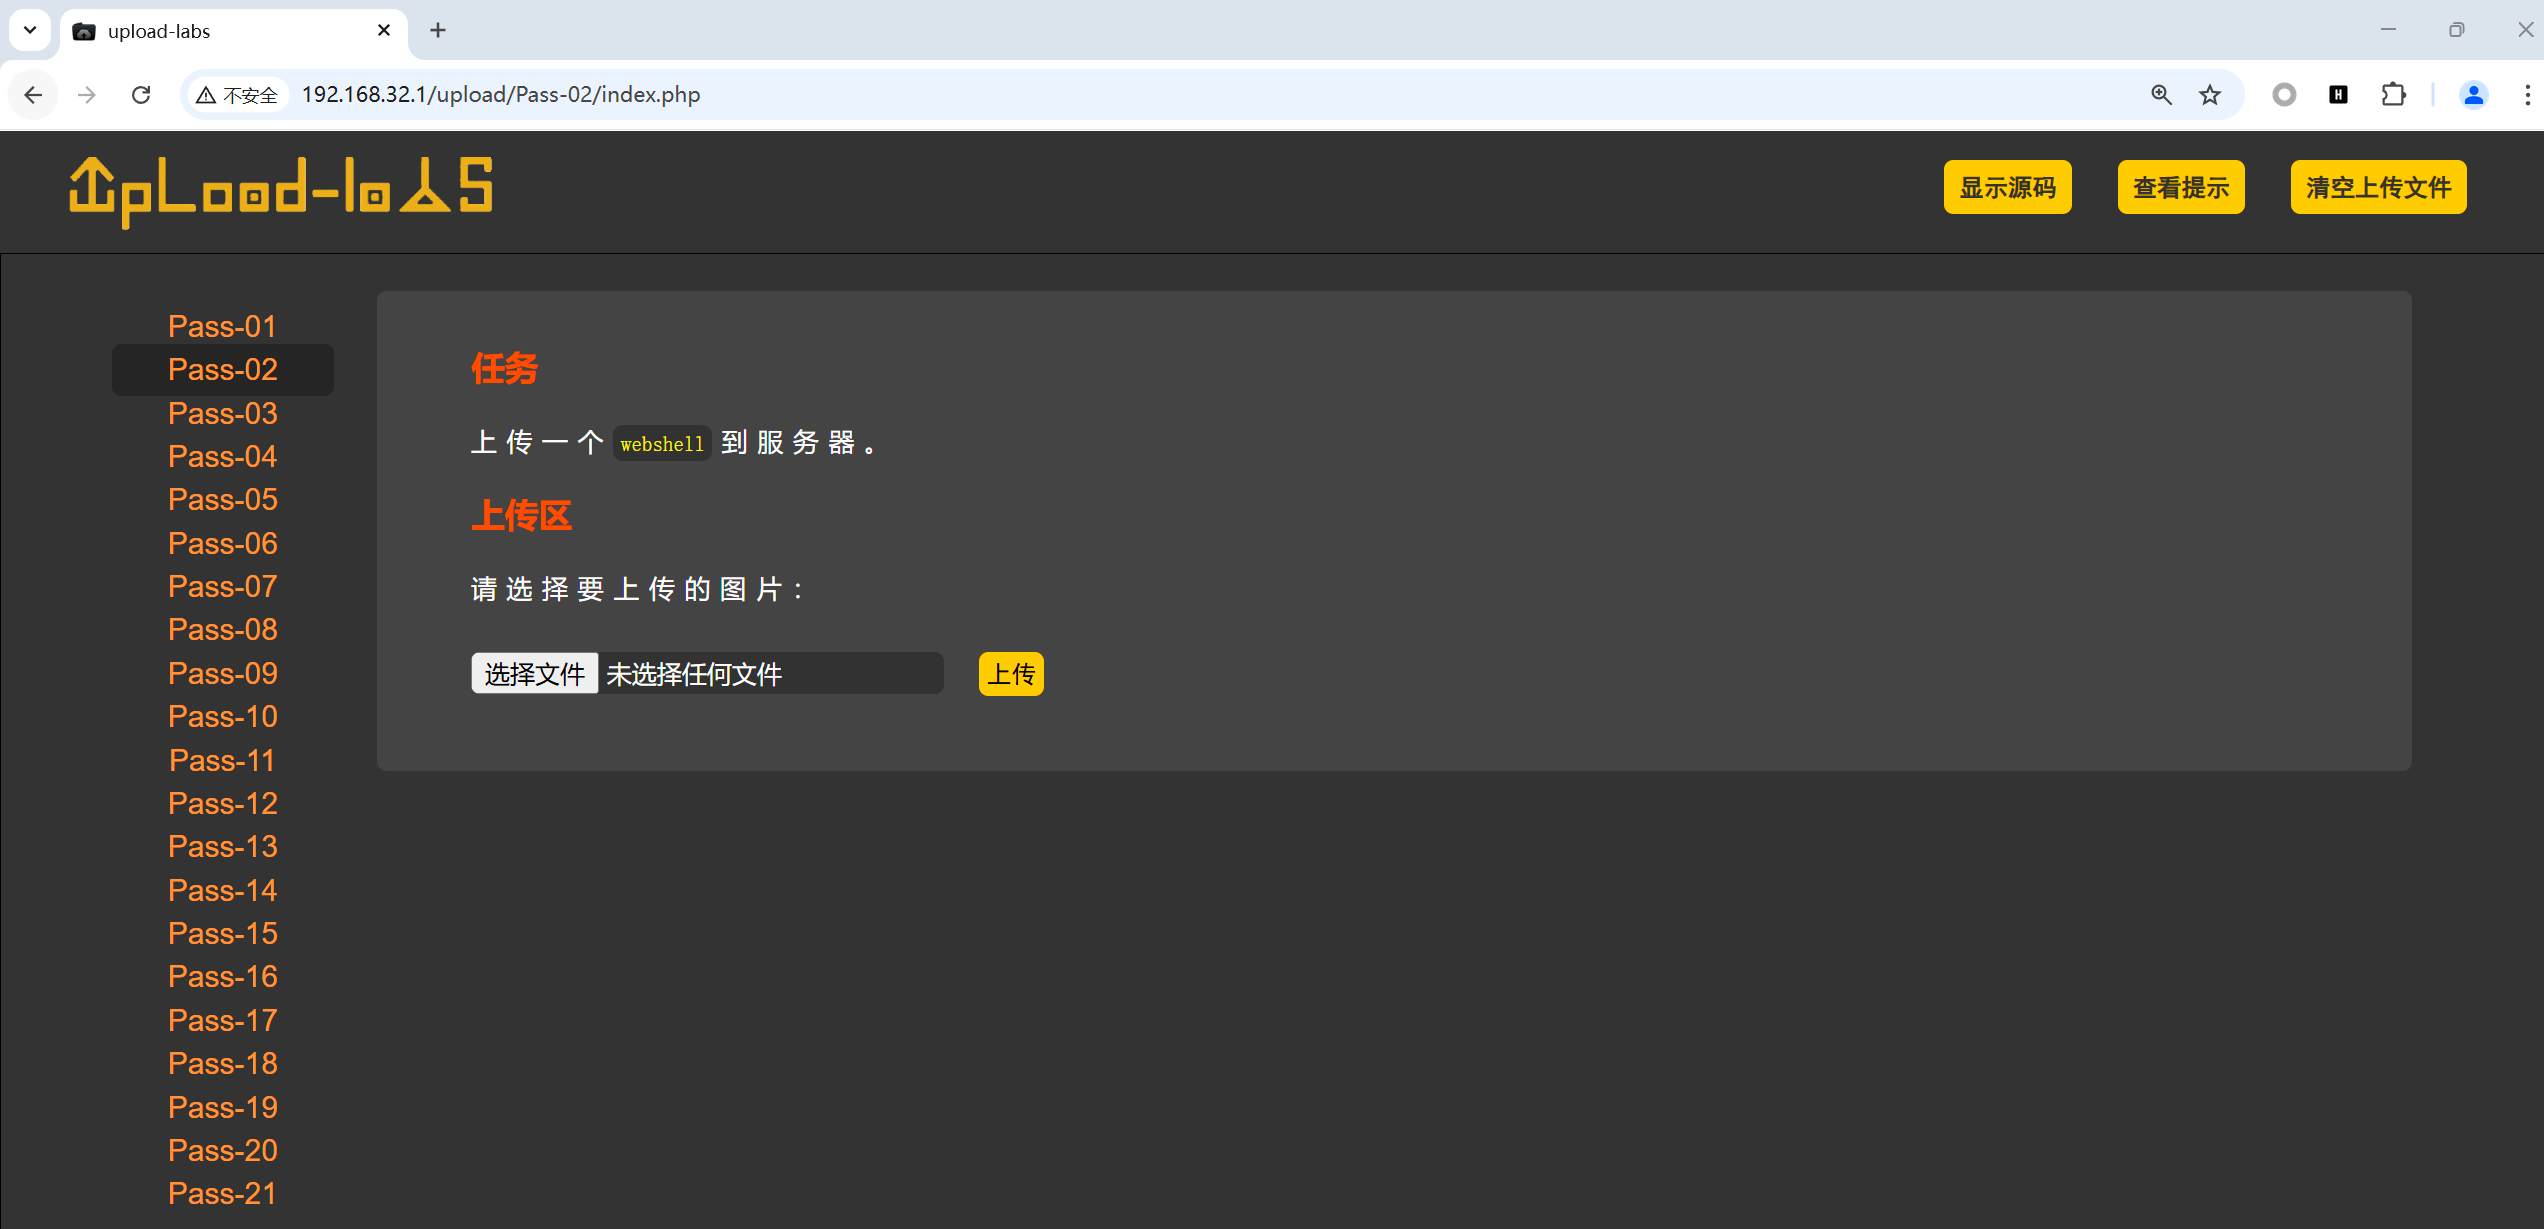 upload-labs
不安全
192.168.32.1/upload/Pass-02/index.php
upLoad-labs
显示源码
查看提示
清空上传文件
Pass-01
Pass-02
Pass-03
Pass-04
Pass-05
Pass-06
Pass-07
Pass-08
Pass-09
Pass-10
Pass-11
Pass-12
Pass-13
Pass-14
Pass-15
Pass-16
Pass-17
Pass-18
Pass-19
Pass-20
Pass-21
任务
上传一个 webshell 到服务器。
上传区
请选择要上传的图片：
选择文件 未选择任何文件 上传